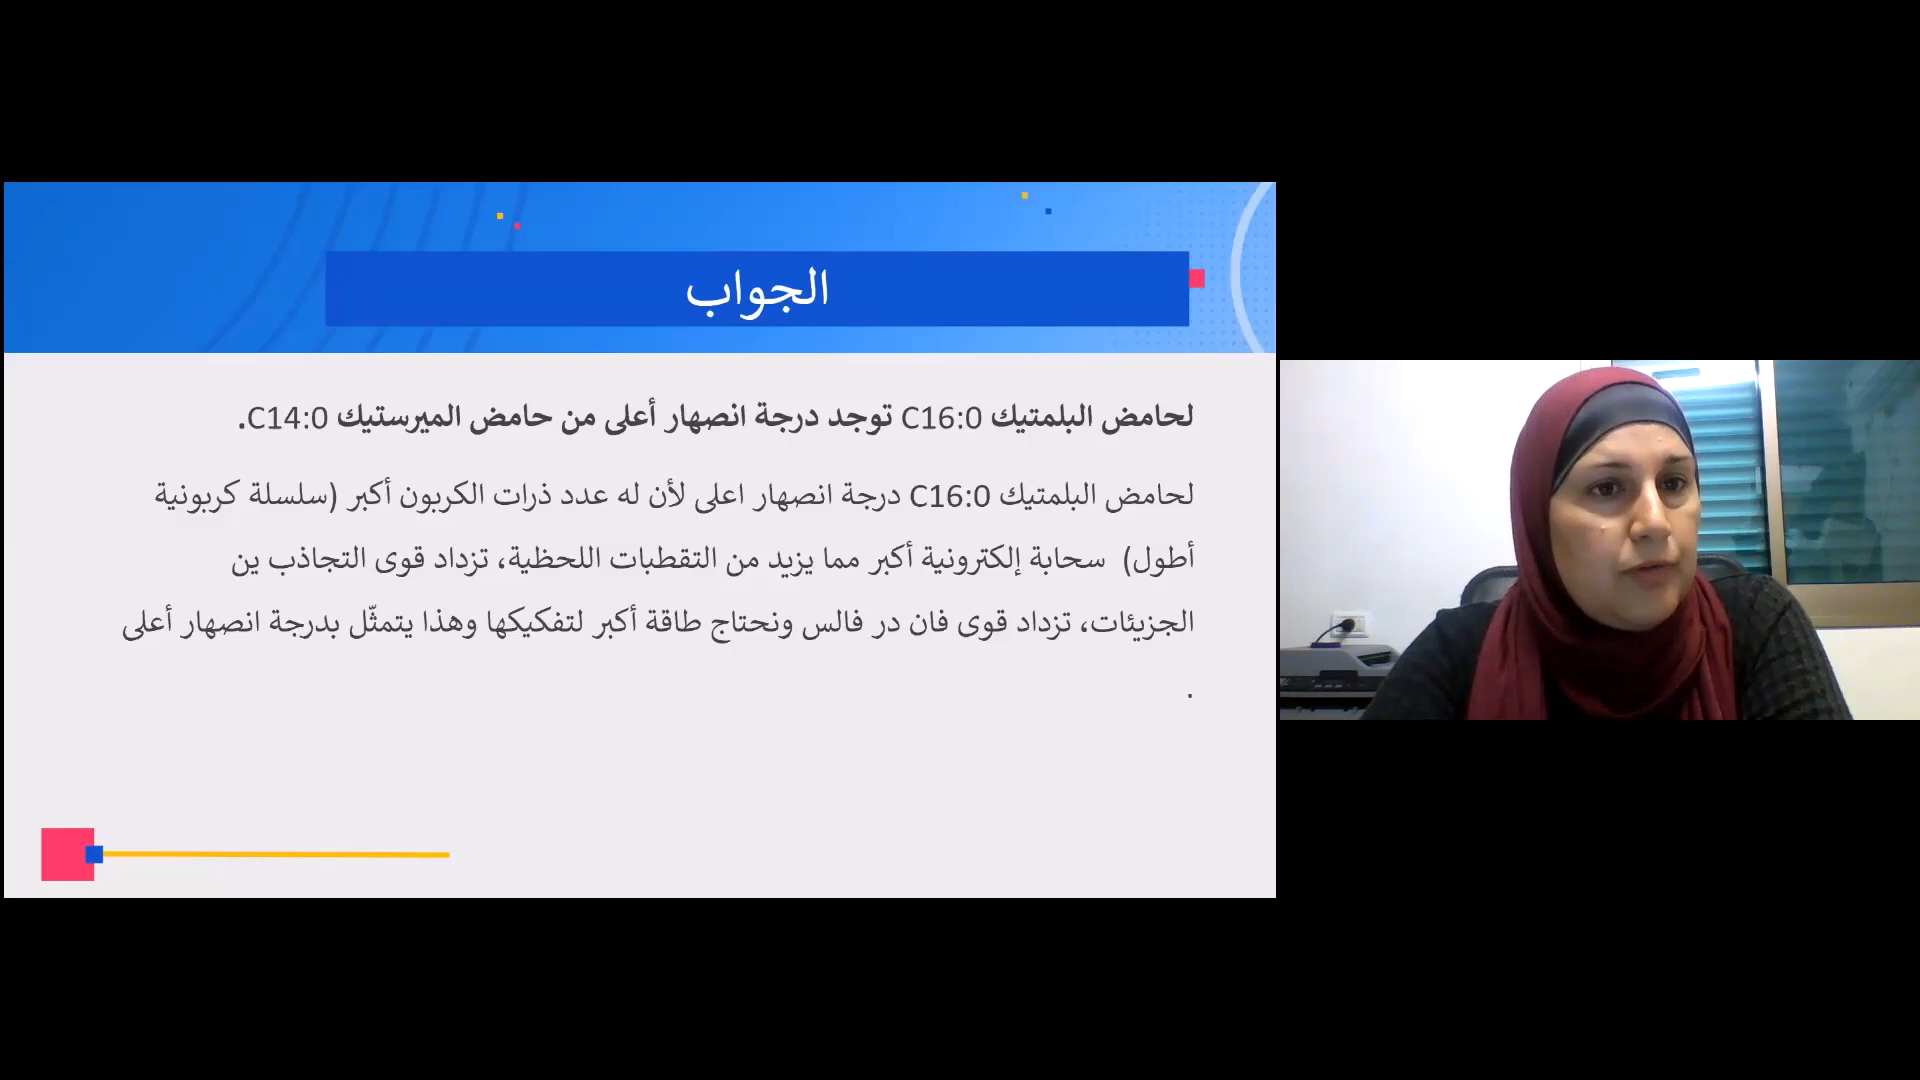 الجواب
لحامض البلمتيك C16:0 توجد درجة انصهار أعلى من حامض الميرستيك C14:0.
لحامض البلمتيك C16:0 درجة انصهار اعلى لأن له عدد ذرات الكربون أكبر (سلسلة كربونية
أطول) سحابة إلكترونية أكبر مما يزيد من التقطبات اللحظية، تزداد قوى التجاذب ين
الجزيئات، تزداد قوى فان در فالس ونحتاج طاقة أكبر لتفكيكها وهذا يتمثّل بدرجة انصهار أعلى
.